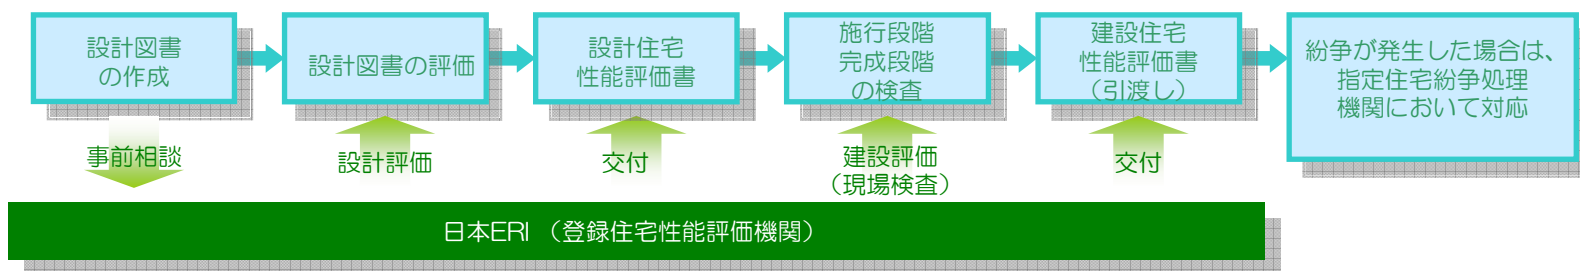 設計図書
の作成
設計図書の評価
設計住宅
性能評価書
施行段階
完成段階
の検査
建設住宅
性能評価書
（引渡し）
紛争が発生した場合は、
指定住宅紛争処理
機関において対応
事前相談
設計評価
交付
建設評価
（現場検査）
交付
日本ERI （登録住宅性能評価機関）